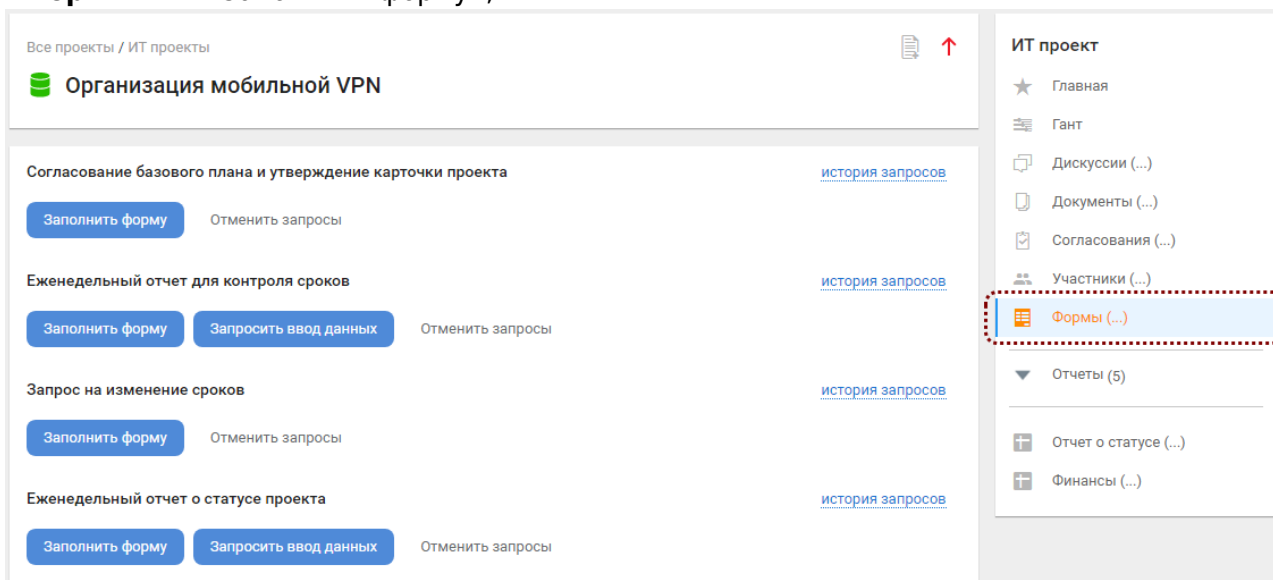 Все проекты / ИТ проекты
Организация мобильной VPN
Согласование базового плана и утверждение карточки проекта
история запросов
Заполнить форму
Отменить запросы
Еженедельный отчет для контроля сроков
история запросов
Заполнить форму
Запросить ввод данных
Отменить запросы
Запрос на изменение сроков
история запросов
Заполнить форму
Отменить запросы
Еженедельный отчет о статусе проекта
история запросов
Заполнить форму
Запросить ввод данных
Отменить запросы
ИТ проект
Главная
Гант
Дискуссии (...)
Документы (...)
Согласования (...)
Участники (...)
Формы (...)
Отчеты (5)
Отчет о статусе (...)
Финансы (...)